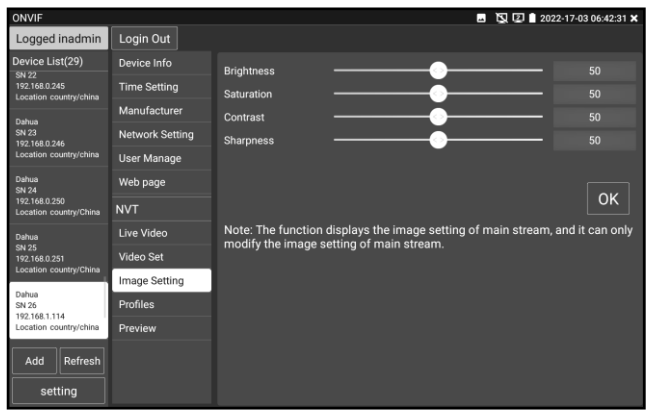 ONVIF
2022-17-03 06:42:31
Logged inadmin
Login Out
Device List(29)
SN 22
192.168.0.245
Location country/china
Dahua
SN 23
192.168.0.246
Location country/china
Dahua
SN 24
192.168.0.250
Location country/China
Dahua
SN 25
192.168.0.251
Location country/China
Dahua
SN 26
192.168.1.114
Location country/china
Add
Refresh
setting
Device Info
Time Setting
Manufacturer
Network Setting
User Manage
Web page
NVT
Live Video
Video Set
Image Setting
Profiles
Preview
Brightness 50
Saturation 50
Contrast 50
Sharpness 50
OK
Note: The function displays the image setting of main stream, and it can only
modify the image setting of main stream.